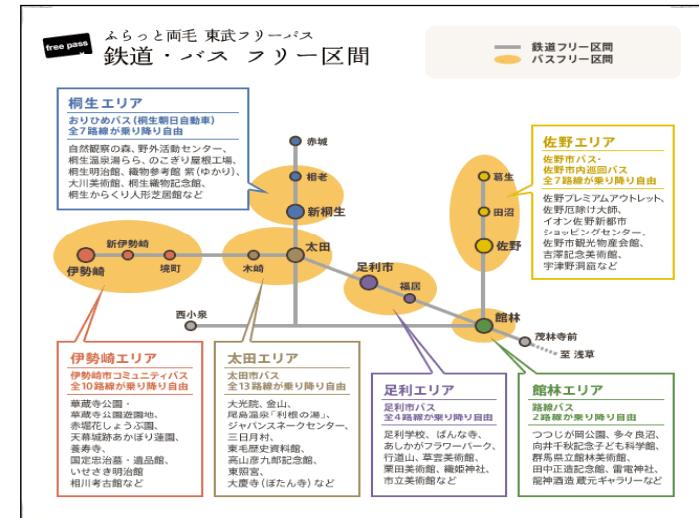 free pass
ふらっと両毛 東武フリーパス
鉄道・バス フリー区間
鉄道フリー区間
バスフリー区間
桐生エリア
おりひめバス(桐生朝日自動車)
全7路線が乗り降り自由
自然観察の森、野外活動センター、
桐生温泉湯らら、のこぎり屋根工場、
桐生明治館、織物参考館 紫(ゆかり)、
大川美術館、桐生織物記念館、
桐生からくり人形芝居館など
赤城
相老
新桐生
葛生
田沼
佐野
佐野エリア
佐野市バス・
佐野市内巡回バス
全7路線が乗り降り自由
佐野プレミアムアウトレット、
佐野厄除け大師、
イオン佐野新都市
ショッピングセンター、
佐野市観光物産会館、
吉澤記念美術館、
宇津野洞窟など
伊勢崎
新伊勢崎
境町
木崎
太田
足利市
福居
西小泉
館林
茂林寺前
至 浅草
伊勢崎エリア
伊勢崎市コミュニティバス
全10路線が乗り降り自由
華蔵寺公園・
華蔵寺公園遊園地、
赤堀花しょうぶ園、
天幕城跡あかぼり蓮園、
養寿寺、
国定忠治墓・遺品館、
いせさき明治館
相川考古館など
太田エリア
太田市バス
全13路線が乗り降り自由
大光院、金山、
尾島温泉「利根の湯」、
ジャパンスネークセンター、
三日月村、
東毛歴史資料館、
高山彦九郎記念館、
東照宮、
大慶寺(ぼたん寺)など
足利エリア
足利市バス
全4路線が乗り降り自由
足利学校、ばんな寺、
あしかがフラワーパーク、
行道山、草雲美術館、
栗田美術館、織姫神社、
市立美術館など
館林エリア
路線バス
2路線が乗り降り自由
つつじが岡公園、多々良沼、
向井千秋記念子ども科学館、
群馬県立館林美術館、
田中正造記念館、雷電神社、
龍神酒造 蔵元ギャラリーなど